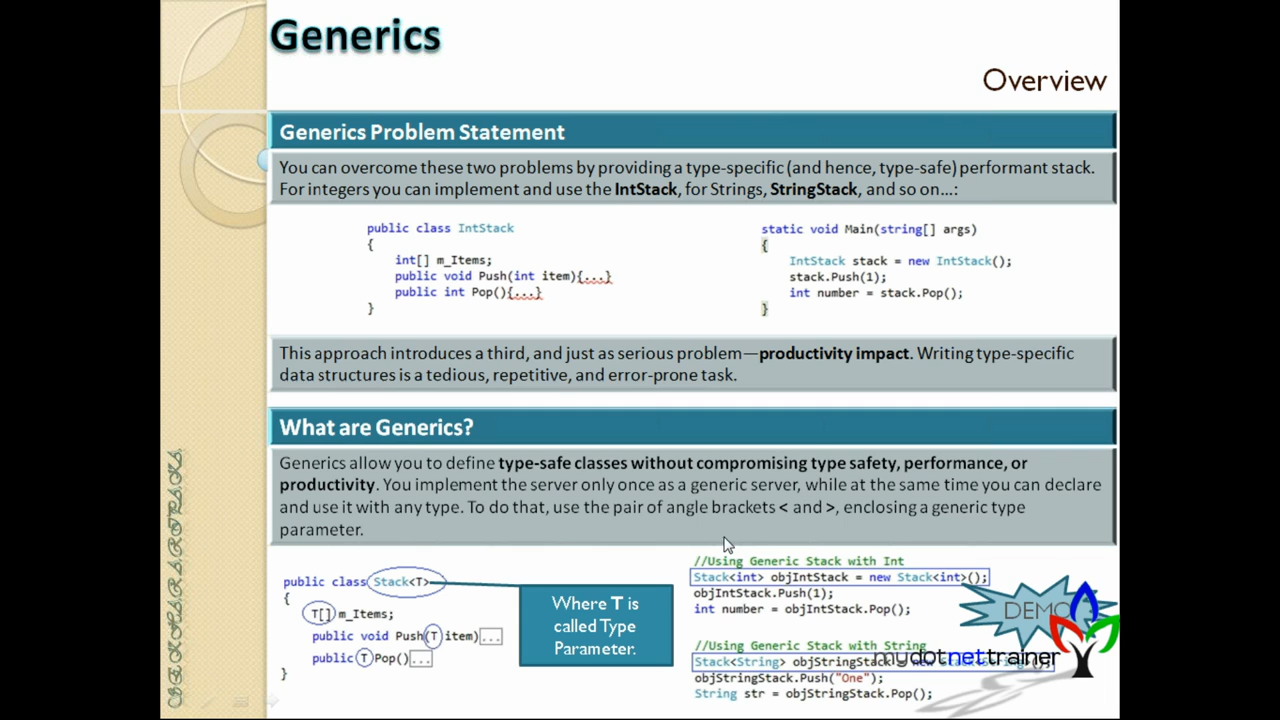 Generics
Overview
Generics Problem Statement
You can overcome these two problems by providing a type-specific (and hence, type-safe) performant stack.
For integers you can implement and use the IntStack, for Strings, StringStack, and so on…:
public class IntStack
{
int[] m_Items;
public void Push(int item){...}
public int Pop(){...}
}
static void Main(string[] args)
{
IntStack stack = new IntStack();
stack.Push(1);
int number = stack.Pop();
}
This approach introduces a third, and just as serious problem—productivity impact. Writing type-specific
data structures is a tedious, repetitive, and error-prone task.
What are Generics?
Generics allow you to define type-safe classes without compromising type safety, performance, or
productivity. You implement the server only once as a generic server, while at the same time you can declare
and use it with any type. To do that, use the pair of angle brackets < and >, enclosing a generic type
parameter.
public class Stack<T>
{
T[] m_Items;
public void Push(T item)...
public T Pop()...
}
Where T is
called Type
Parameter.
//Using Generic Stack with Int
Stack<int> objIntStack = new Stack<int>();
objIntStack.Push(1);
int number = objIntStack.Pop();
//Using Generic Stack with String
Stack<String> objStringStack = new Stack<String>();
objStringStack.Push("One");
String str = objStringStack.Pop();
DEMO
mydotnettrainer